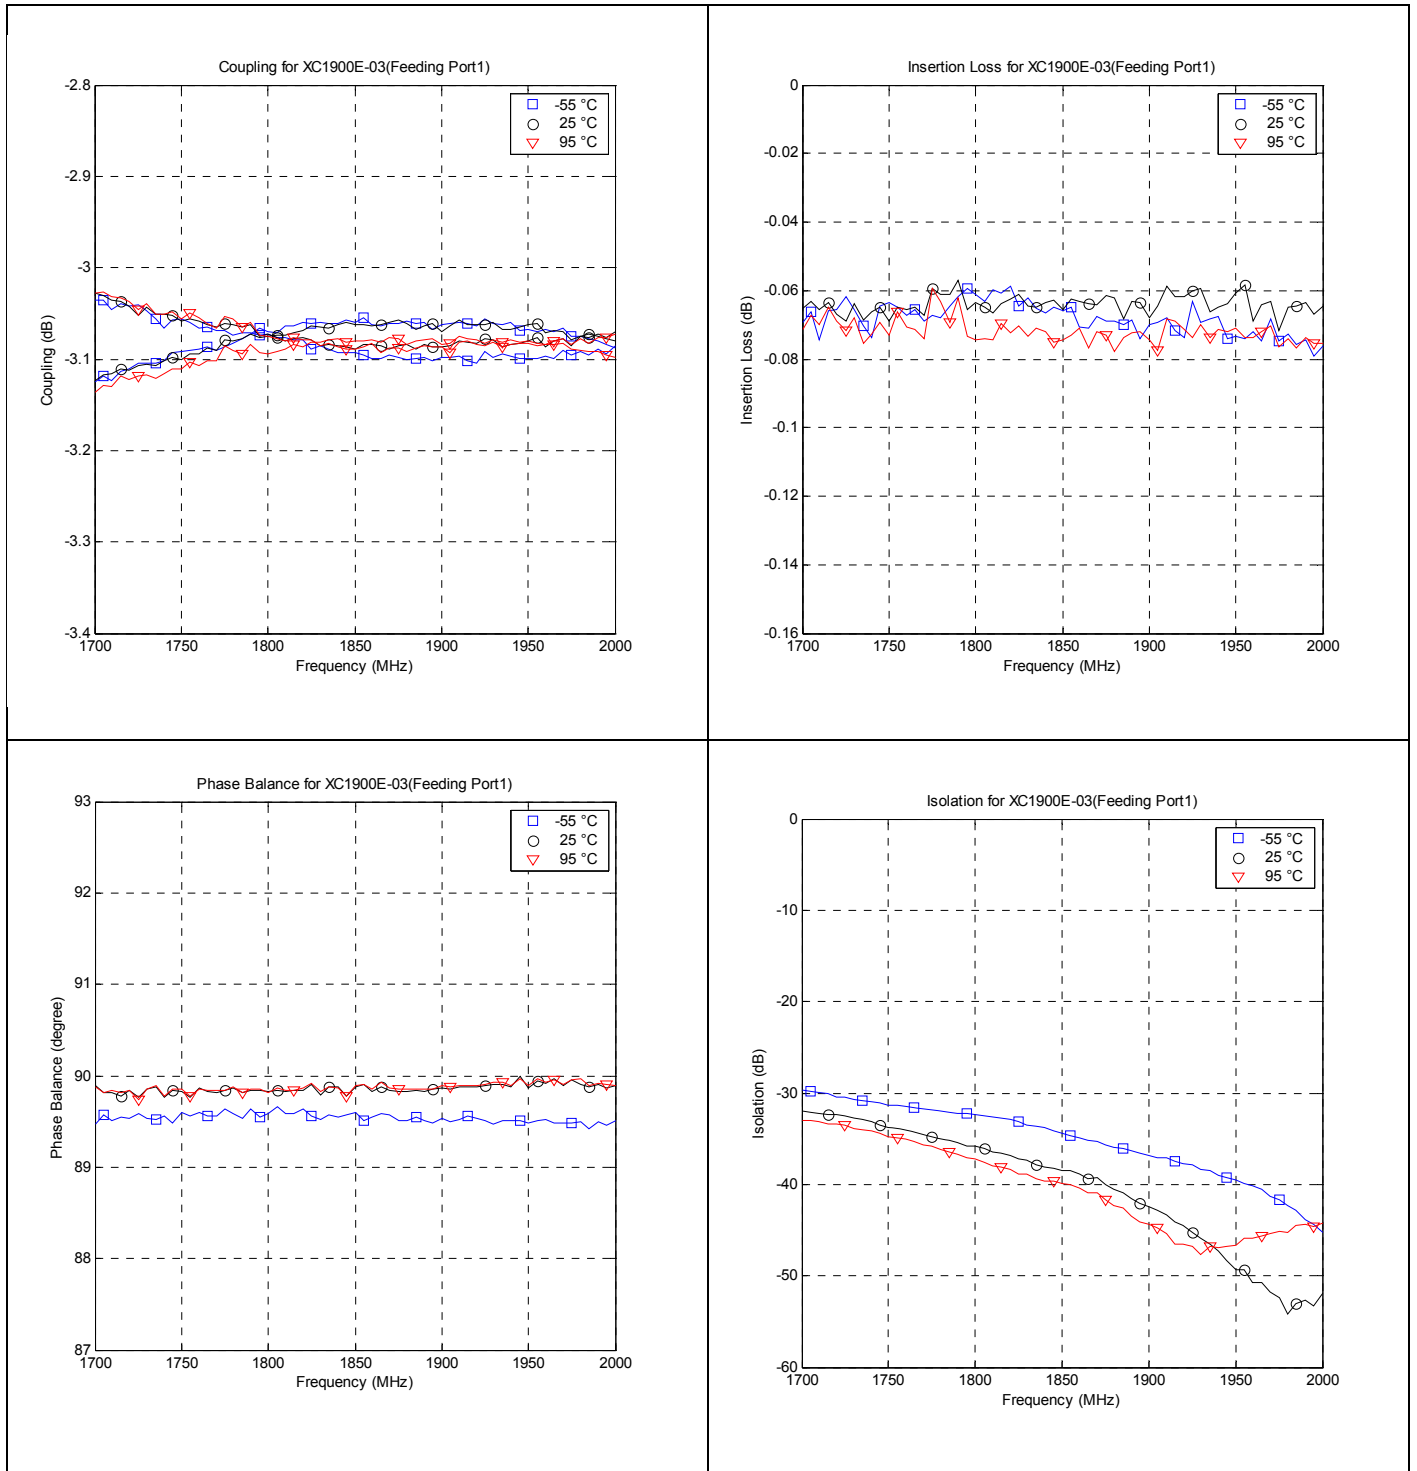 Coupling for XC1900E-03(Feeding Port1)
-2.8
-2.9
-3
-3.1
-3.2
-3.3
-3.4
Coupling (dB)
-55 °C
25 °C
95 °C
1700 1750 1800 1850 1900 1950 2000
Frequency (MHz)
Insertion Loss for XC1900E-03(Feeding Port1)
0
-0.02
-0.04
-0.06
-0.08
-0.1
-0.12
-0.14
-0.16
Insertion Loss (dB)
-55 °C
25 °C
95 °C
1700 1750 1800 1850 1900 1950 2000
Frequency (MHz)
Phase Balance for XC1900E-03(Feeding Port1)
93
92
91
90
89
88
87
Phase Balance (degree)
-55 °C
25 °C
95 °C
1700 1750 1800 1850 1900 1950 2000
Frequency (MHz)
Isolation for XC1900E-03(Feeding Port1)
0
-10
-20
-30
-40
-50
-60
Isolation (dB)
-55 °C
25 °C
95 °C
1700 1750 1800 1850 1900 1950 2000
Frequency (MHz)